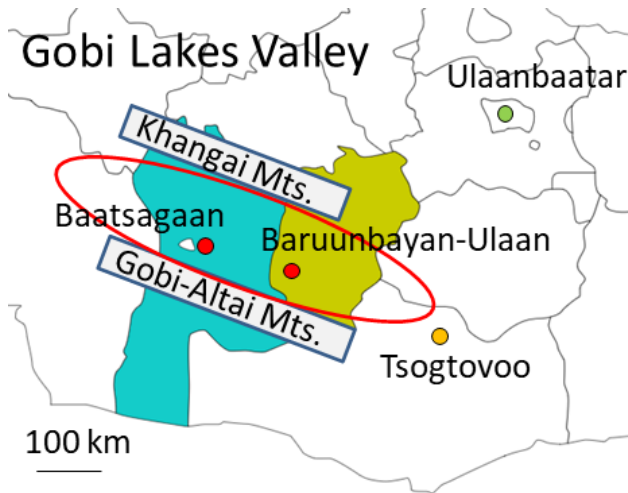 Gobi Lakes Valley
Ulaanbaatar
Khangai Mts.
Baatsagaan
Baruunbayan-Ulaan
Gobi-Altai Mts.
Tsogtovoo
100 km